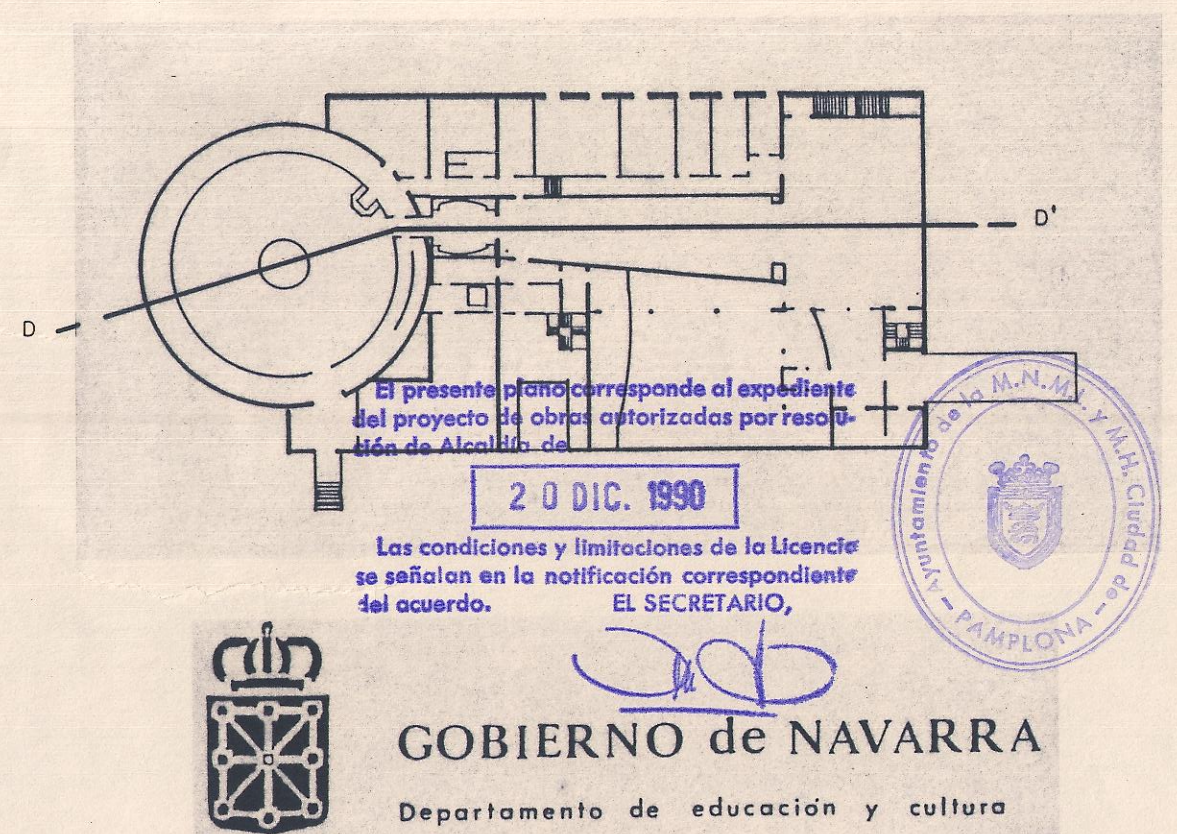 D'
D
El presente plano corresponde al expediente
del proyecto de obras autorizadas por resolu-
ción de Alcaldía de
20 DIC. 1990
Las condiciones y limitaciones de la Licencia
se señalan en la notificación correspondiente
del acuerdo. EL SECRETARIO,
Ayuntamiento de la M.N.M.L. y M.H. Ciudad de
— PAMPLONA —
GOBIERNO de NAVARRA
Departamento de educación y cultura